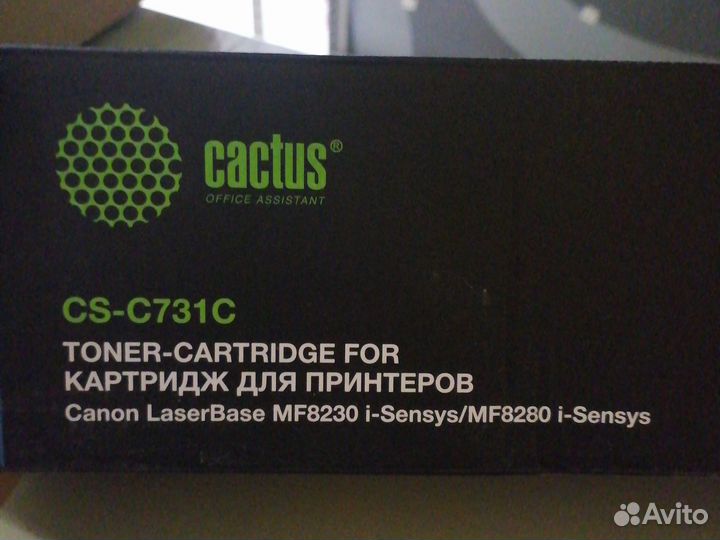 cactus®
OFFICE ASSISTANT
CS-C731C
TONER-CARTRIDGE FOR
КАРТРИДЖ ДЛЯ ПРИНТЕРОВ
Canon LaserBase MF8230 i-Sensys/MF8280 i-Sensys
Avito